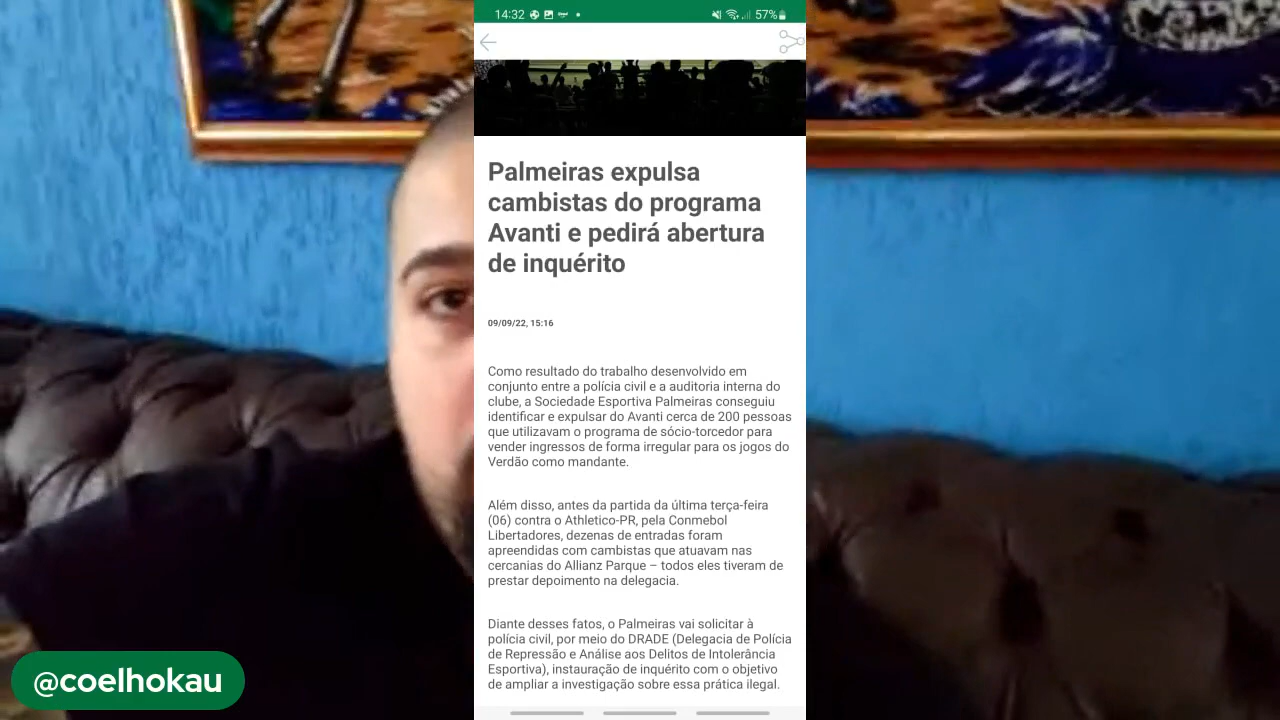 14:32
57%
Palmeiras expulsa
cambistas do programa
Avanti e pedirá abertura
de inquérito
09/09/22, 15:16
Como resultado do trabalho desenvolvido em
conjunto entre a polícia civil e a auditoria interna do
clube, a Sociedade Esportiva Palmeiras conseguiu
identificar e expulsar do Avanti cerca de 200 pessoas
que utilizavam o programa de sócio-torcedor para
vender ingressos de forma irregular para os jogos do
Verdão como mandante.
Além disso, antes da partida da última terça-feira
(06) contra o Athletico-PR, pela Conmebol
Libertadores, dezenas de entradas foram
apreendidas com cambistas que atuavam nas
cercanias do Allianz Parque – todos eles tiveram de
prestar depoimento na delegacia.
Diante desses fatos, o Palmeiras vai solicitar à
polícia civil, por meio do DRADE (Delegacia de Polícia
de Repressão e Análise aos Delitos de Intolerância
Esportiva), instauração de inquérito com o objetivo
de ampliar a investigação sobre essa prática ilegal.
@coelhokau